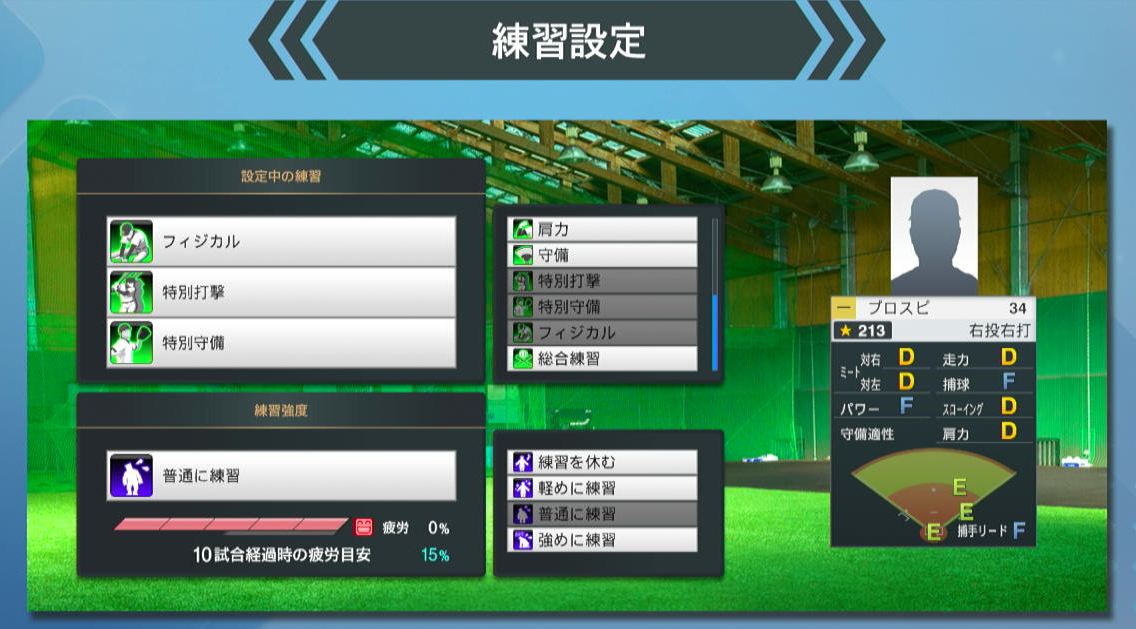 練習設定
設定中の練習
フィジカル
特別打撃
特別守備
肩力
守備
特別打撃
特別守備
フィジカル
総合練習
練習強度
普通に練習
疲労 0%
10試合経過時の疲労目安 15%
練習を休む
軽めに練習
普通に練習
強めに練習
一 プロスピ 34
★ 213 右投右打
ミート 対右 D 走力 D
対左 D 捕球 F
パワー F スローイング D
守備適性 肩力 D
E
E
E 捕手リード F